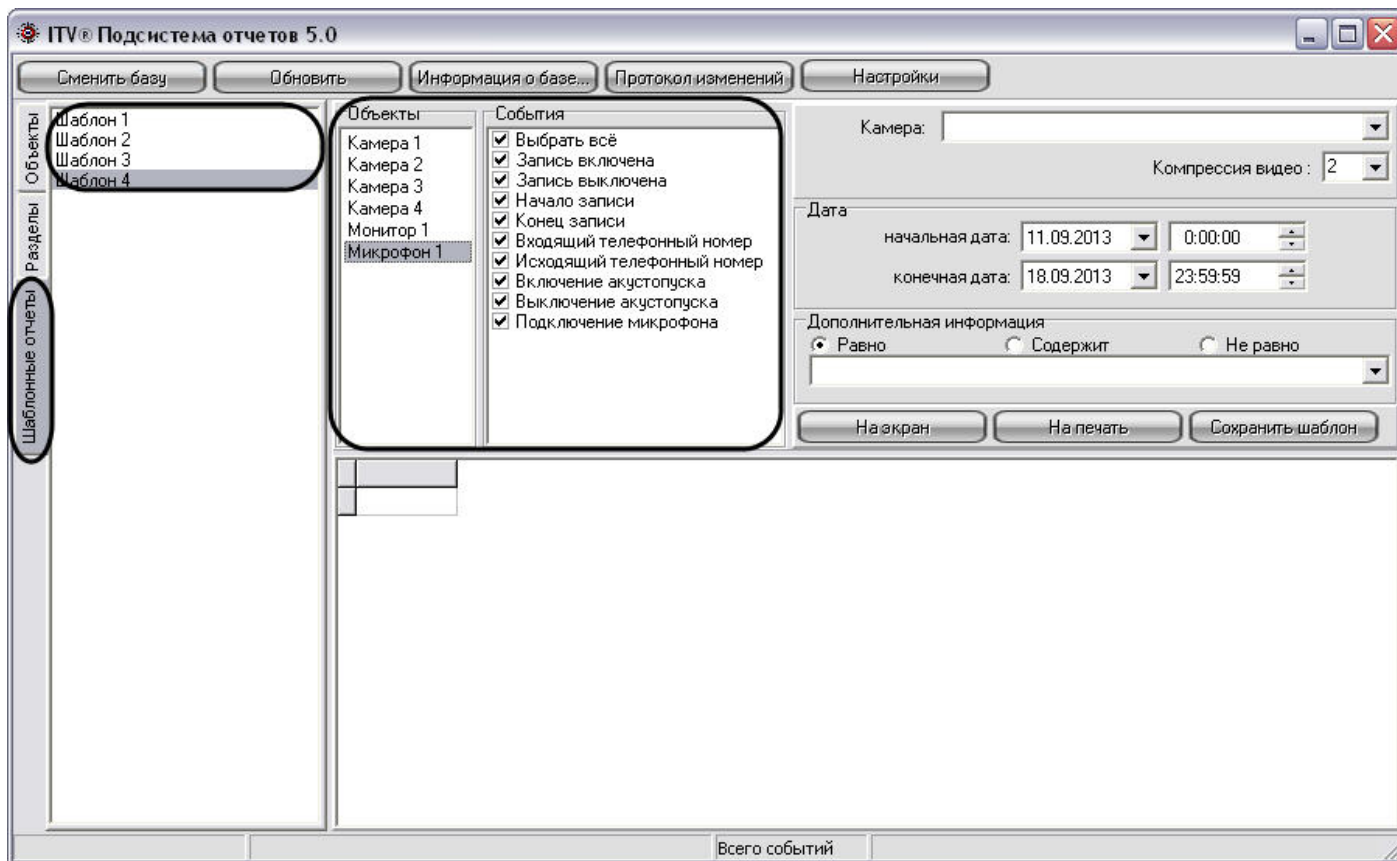 ITV® Подсистема отчетов 5.0
Сменить базу Обновить Информация о базе... Протокол изменений Настройки
Объекты
Разделы
Шаблонные отчеты
Шаблон 1
Шаблон 2
Шаблон 3
Шаблон 4
Объекты
Камера 1
Камера 2
Камера 3
Камера 4
Монитор 1
Микрофон 1
События
Выбрать всё
Запись включена
Запись выключена
Начало записи
Конец записи
Входящий телефонный номер
Исходящий телефонный номер
Включение акустопуска
Выключение акустопуска
Подключение микрофона
Камера:
Компрессия видео : 2
Дата
начальная дата: 11.09.2013 0:00:00
конечная дата: 18.09.2013 23:59:59
Дополнительная информация
Равно Содержит Не равно
На экран На печать Сохранить шаблон
Всего событий